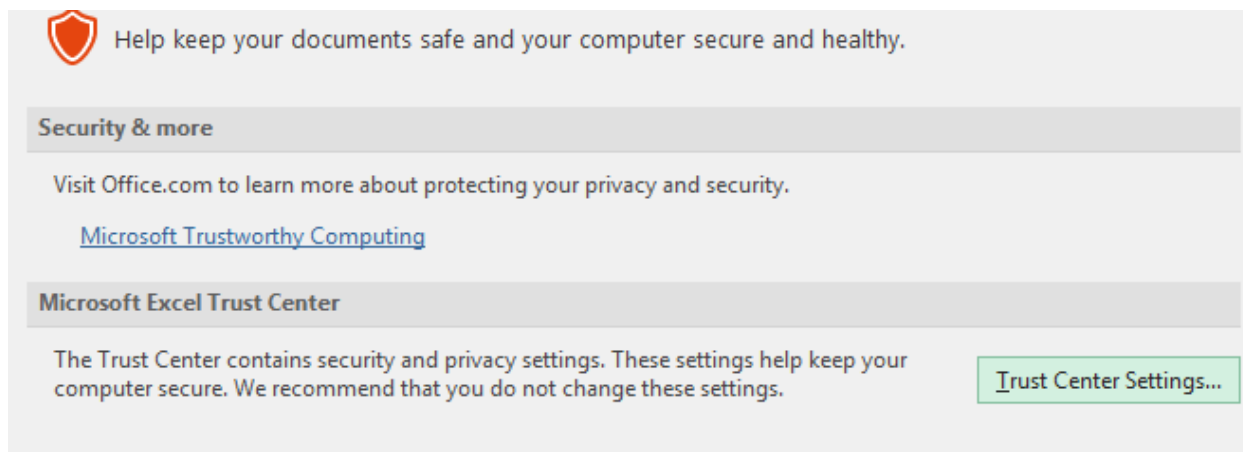 Help keep your documents safe and your computer secure and healthy.
Security & more
Visit Office.com to learn more about protecting your privacy and security.
Microsoft Trustworthy Computing
Microsoft Excel Trust Center
The Trust Center contains security and privacy settings. These settings help keep your
computer secure. We recommend that you do not change these settings.
Trust Center Settings...